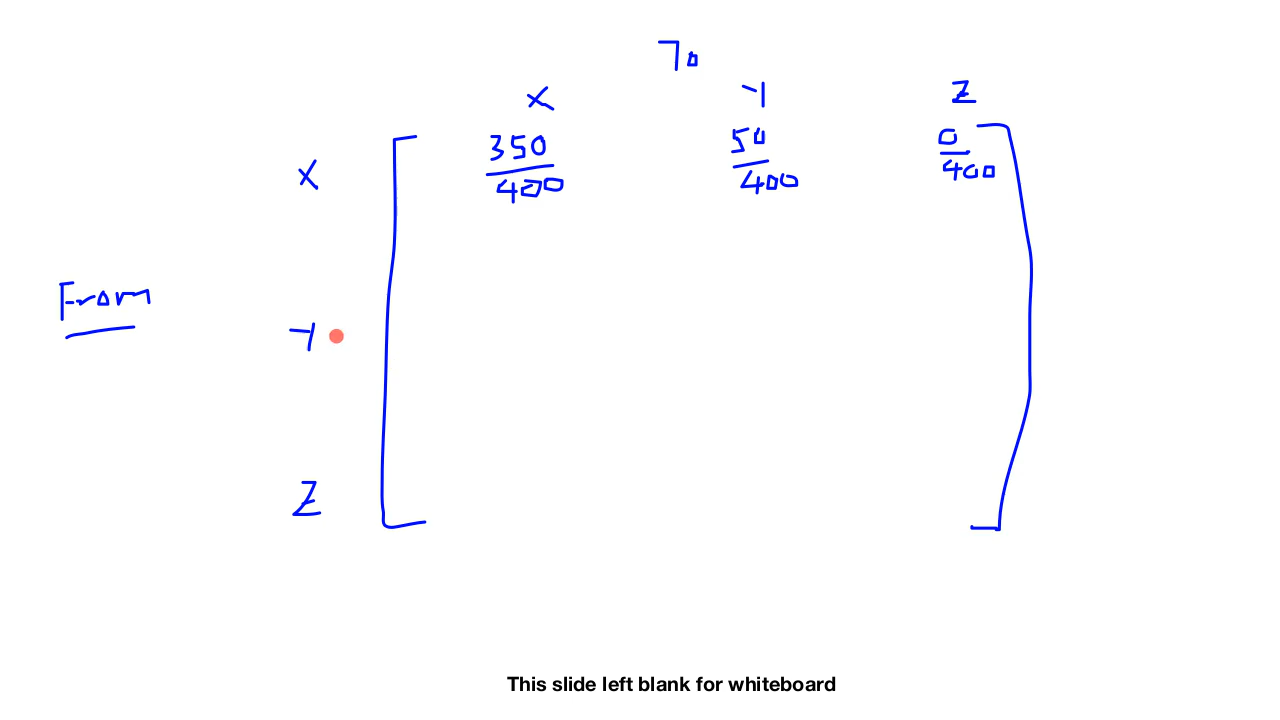 To
X Y Z
X 350/400 50/400 0/400
From
Y
Z
This slide left blank for whiteboard